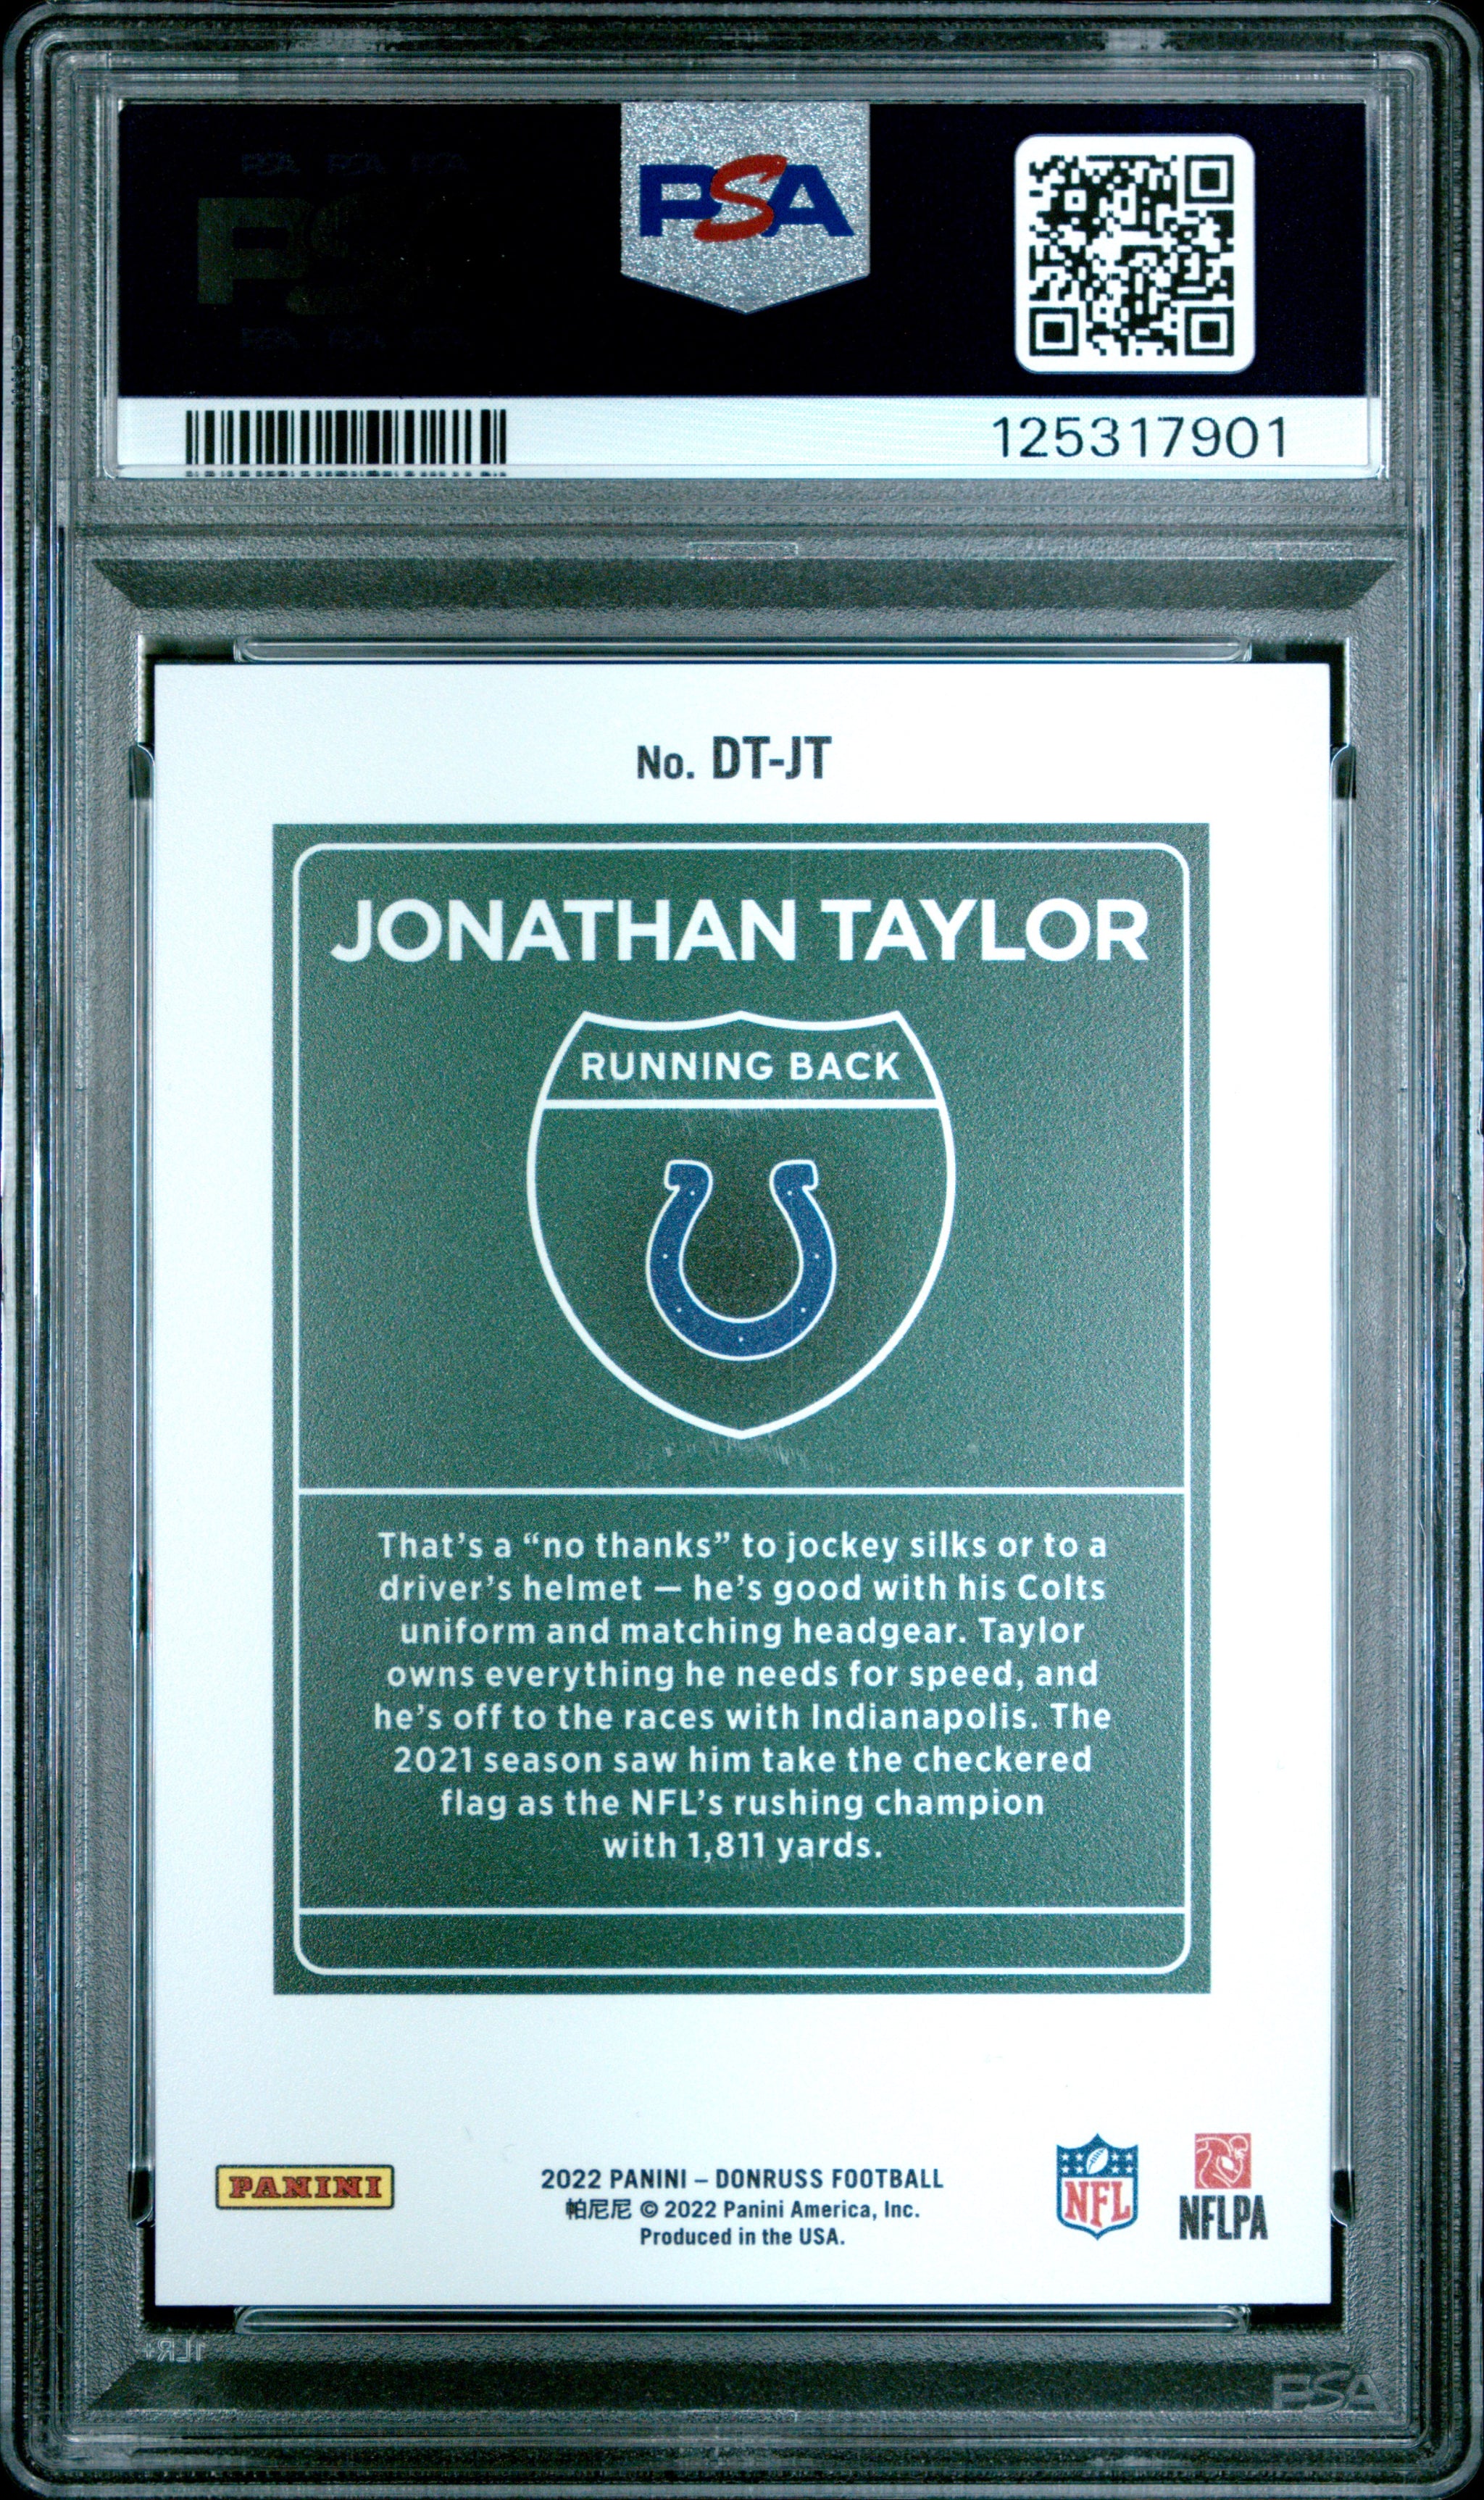 PSA
125317901
No. DT-JT
JONATHAN TAYLOR
RUNNING BACK
That's a “no thanks” to jockey silks or to a
driver's helmet — he's good with his Colts
uniform and matching headgear. Taylor
owns everything he needs for speed, and
he's off to the races with Indianapolis. The
2021 season saw him take the checkered
flag as the NFL's rushing champion
with 1,811 yards.
PANINI
2022 PANINI – DONRUSS FOOTBALL
帕尼尼 © 2022 Panini America, Inc.
Produced in the USA.
NFL
NFLPA
PSA